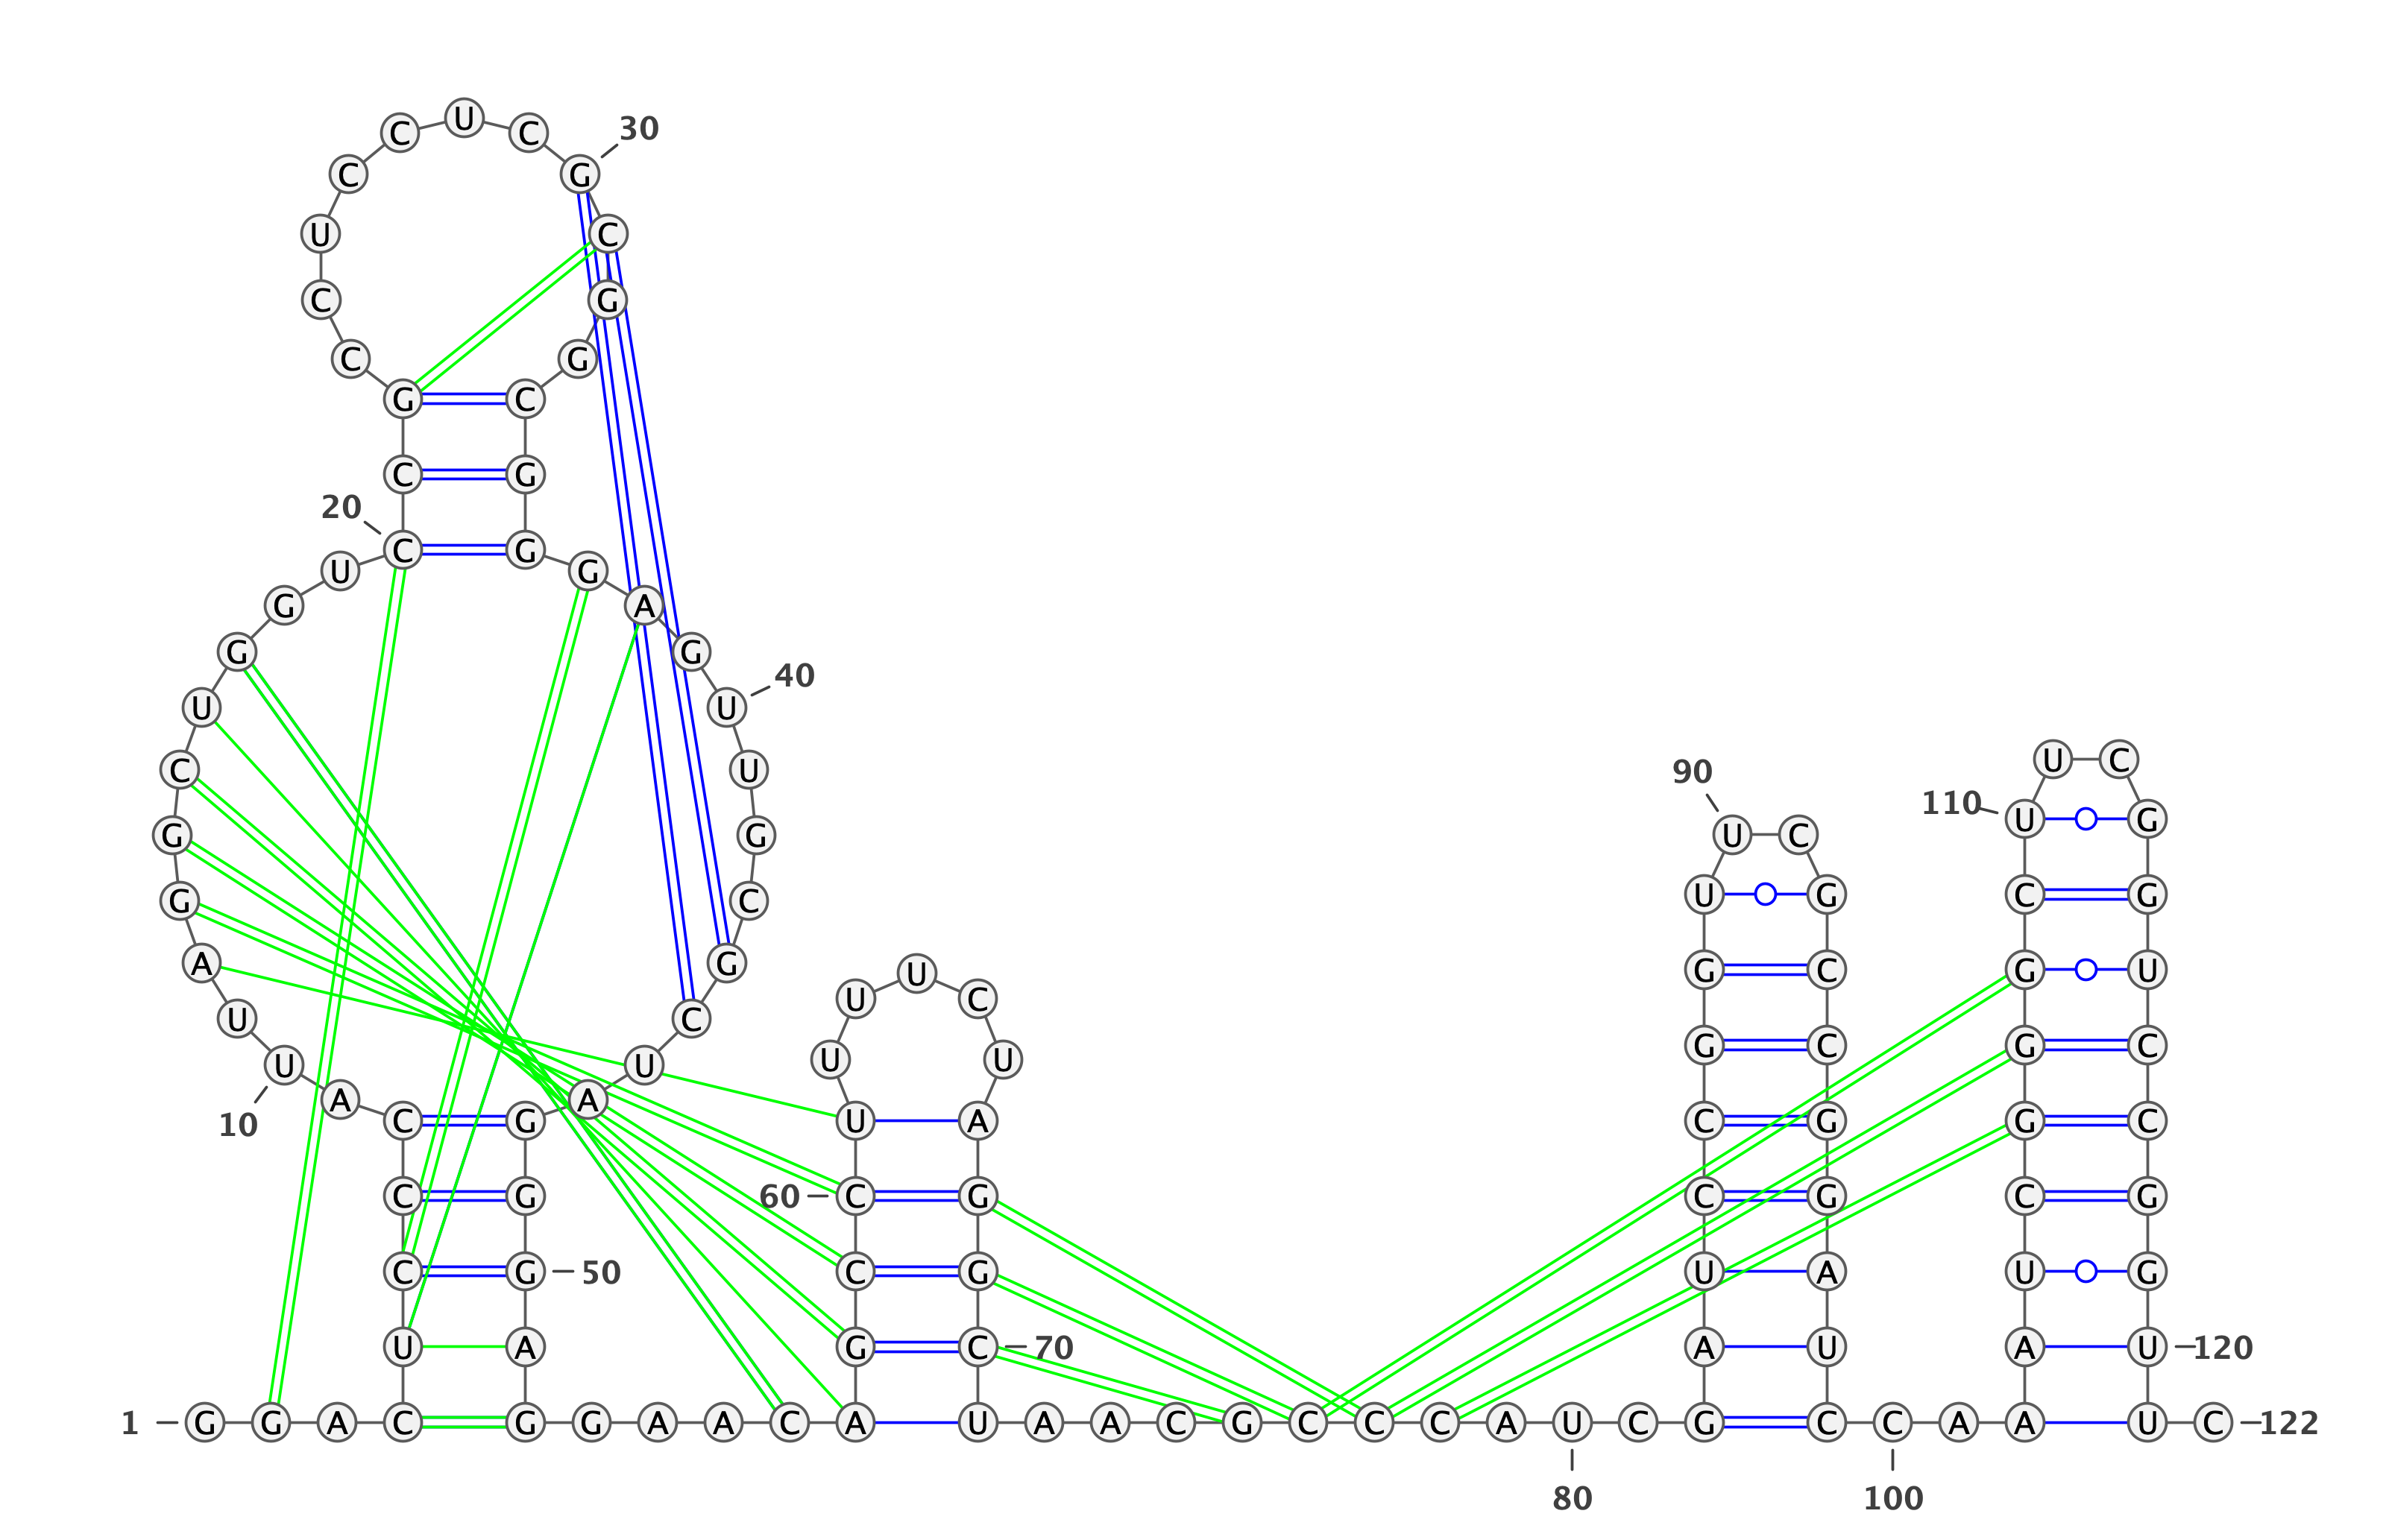 U
C C 30
C G
U C
C G
C G
G C
C G
20
C G
U G
G A
G G
40
U U
U C
C U 90
110 U G
G G U C
U G C G
G C
A G
U G C G U
U C
U C
G C G C
U U
U U
A A
C G U A C G G C
10
C G 60 C G C G C G
C G 50 C G U A U G
U A G C 70 A U A U 120
1 G G A C G G A A C A U A A C G C C C A U C G C C A A U C 122
80 100